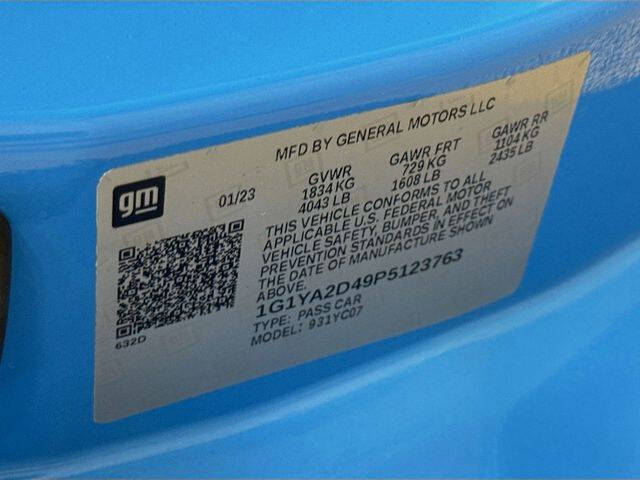 MFD BY GENERAL MOTORS LLC
gm
01/23
GVWR GAWR FRT GAWR RR
1834 KG 729 KG 1104 KG
4043 LB 1608 LB 2435 LB
THIS VEHICLE CONFORMS TO ALL
APPLICABLE U.S. FEDERAL MOTOR
VEHICLE SAFETY, BUMPER, AND THEFT
PREVENTION STANDARDS IN EFFECT ON
THE DATE OF MANUFACTURE SHOWN
ABOVE.
1G1YA2D49P5123763
TYPE: PASS CAR
MODEL: 931YC07
632D